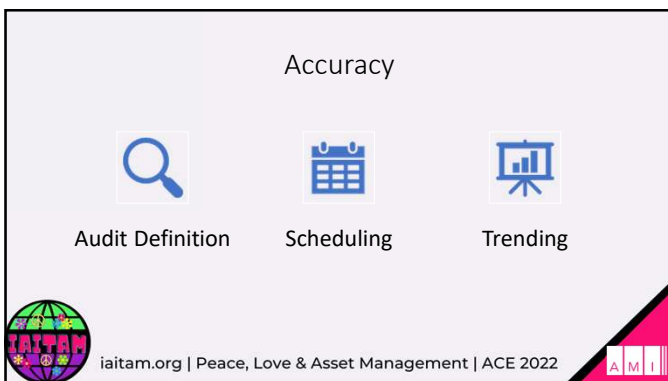 Accuracy
Audit Definition Scheduling Trending
IAITAM
iaitam.org | Peace, Love & Asset Management | ACE 2022
AMI